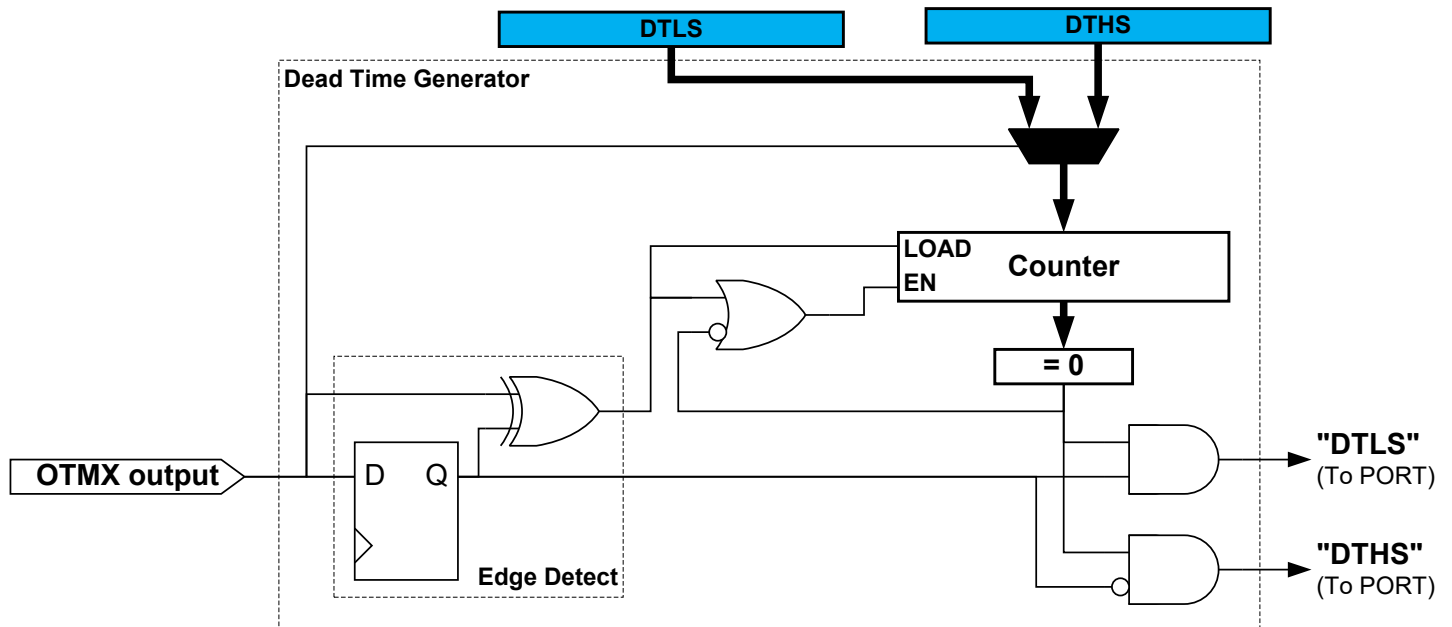 DTLS
DTHS
Dead Time Generator
LOAD
EN
Counter
= 0
OTMX output
D
Q
Edge Detect
"DTLS"
(To PORT)
"DTHS"
(To PORT)